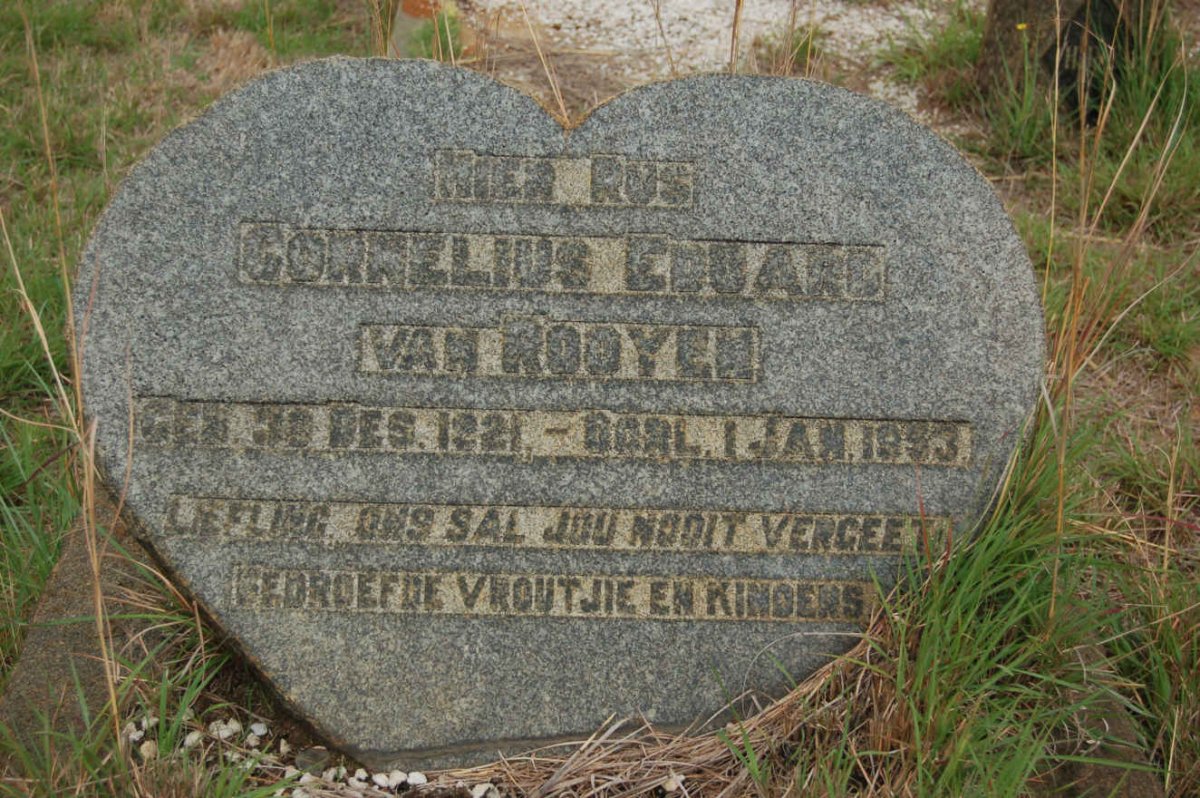 HIER RUS
CORNELIUS EDUARD
VAN ROOYEN
GEB. 30 DES. 1921, - OORL. 1 JAN. 1953.
LIEFLING, ONS SAL JOU NOOIT VERGEET
BEDROEFDE VROUTJIE EN KINDERS